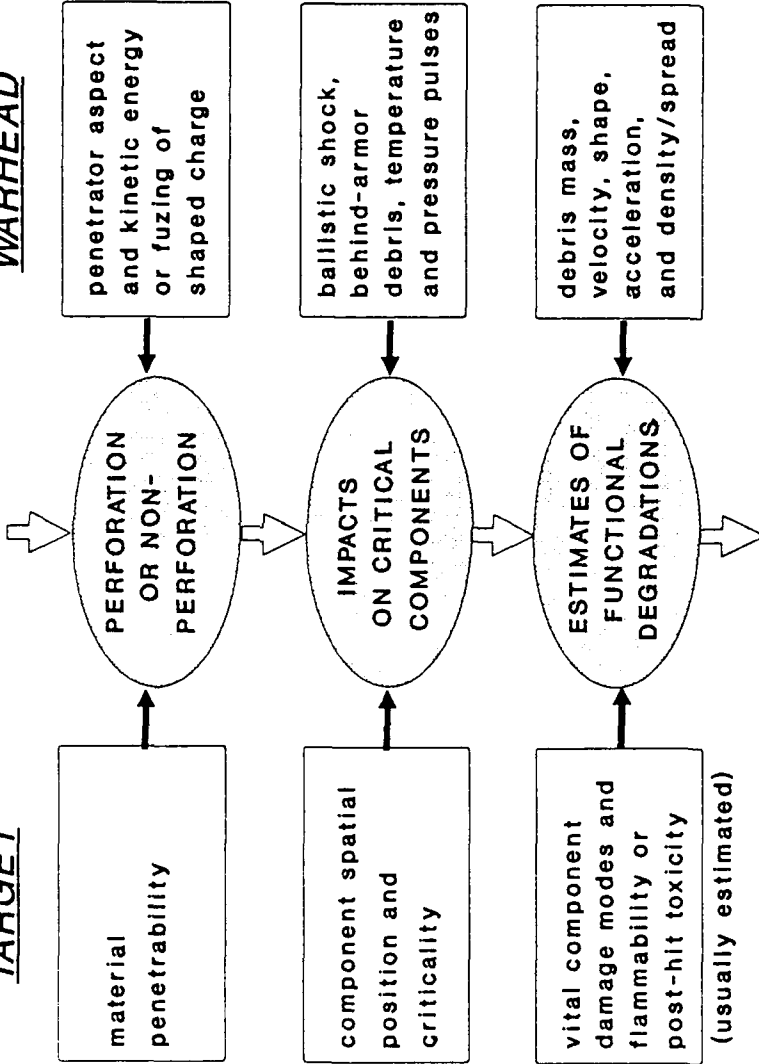 TARGET
WARHEAD
material
penetrability
PERFORATION
OR NON-
PERFORATION
penetrator aspect
and kinetic energy
or fuzing of
shaped charge
component spatial
position and
criticality
IMPACTS
ON CRITICAL
COMPONENTS
ballistic shock,
behind-armor
debris, temperature
and pressure pulses
vital component
damage modes and
flammability or
post-hit toxicity
(usually estimated)
ESTIMATES OF
FUNCTIONAL
DEGRADATIONS
debris mass,
velocity, shape,
acceleration,
and density/spread